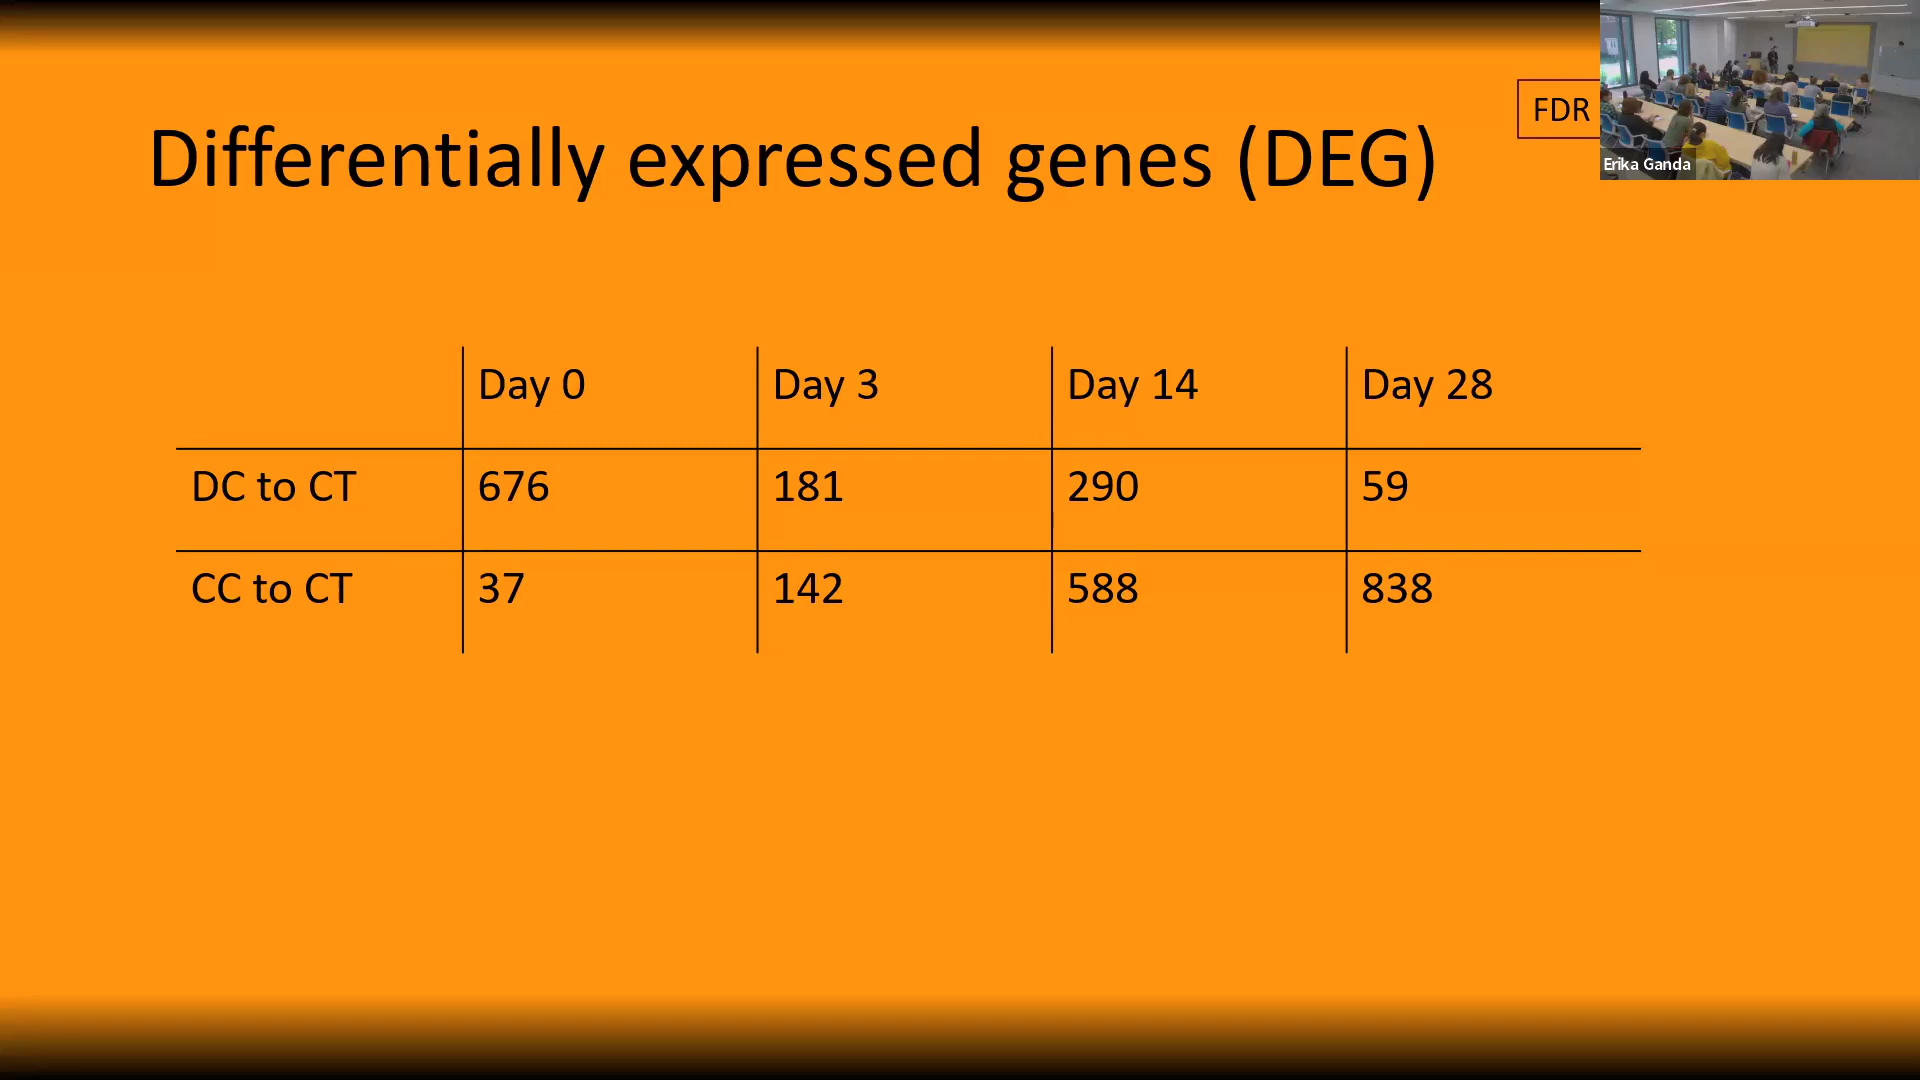 Differentially expressed genes (DEG)
FDR
Erika Ganda
Day 0 Day 3 Day 14 Day 28
DC to CT 676 181 290 59
CC to CT 37 142 588 838